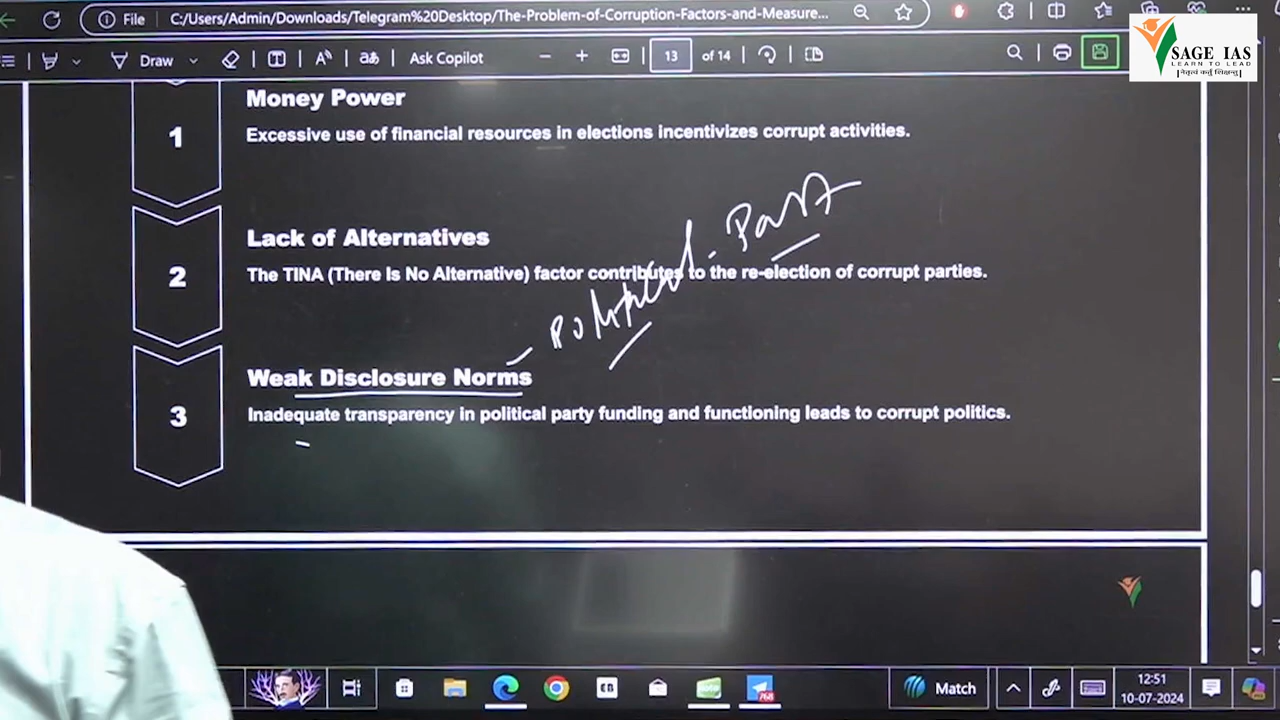 File C:/Users/Admin/Downloads/Telegram%20Desktop/The-Problem-of-Corruption-Factors-and-Measure...
Draw Ask Copilot 13 of 14
SAGE IAS
LEARN TO LEAD
नेतृत्वं कर्तुं शिक्षन्तु
Money Power
1
Excessive use of financial resources in elections incentivizes corrupt activities.
Political Party
Lack of Alternatives
2
The TINA (There Is No Alternative) factor contributes to the re-election of corrupt parties.
Weak Disclosure Norms
3
Inadequate transparency in political party funding and functioning leads to corrupt politics.
Match
12:51
10-07-2024
768